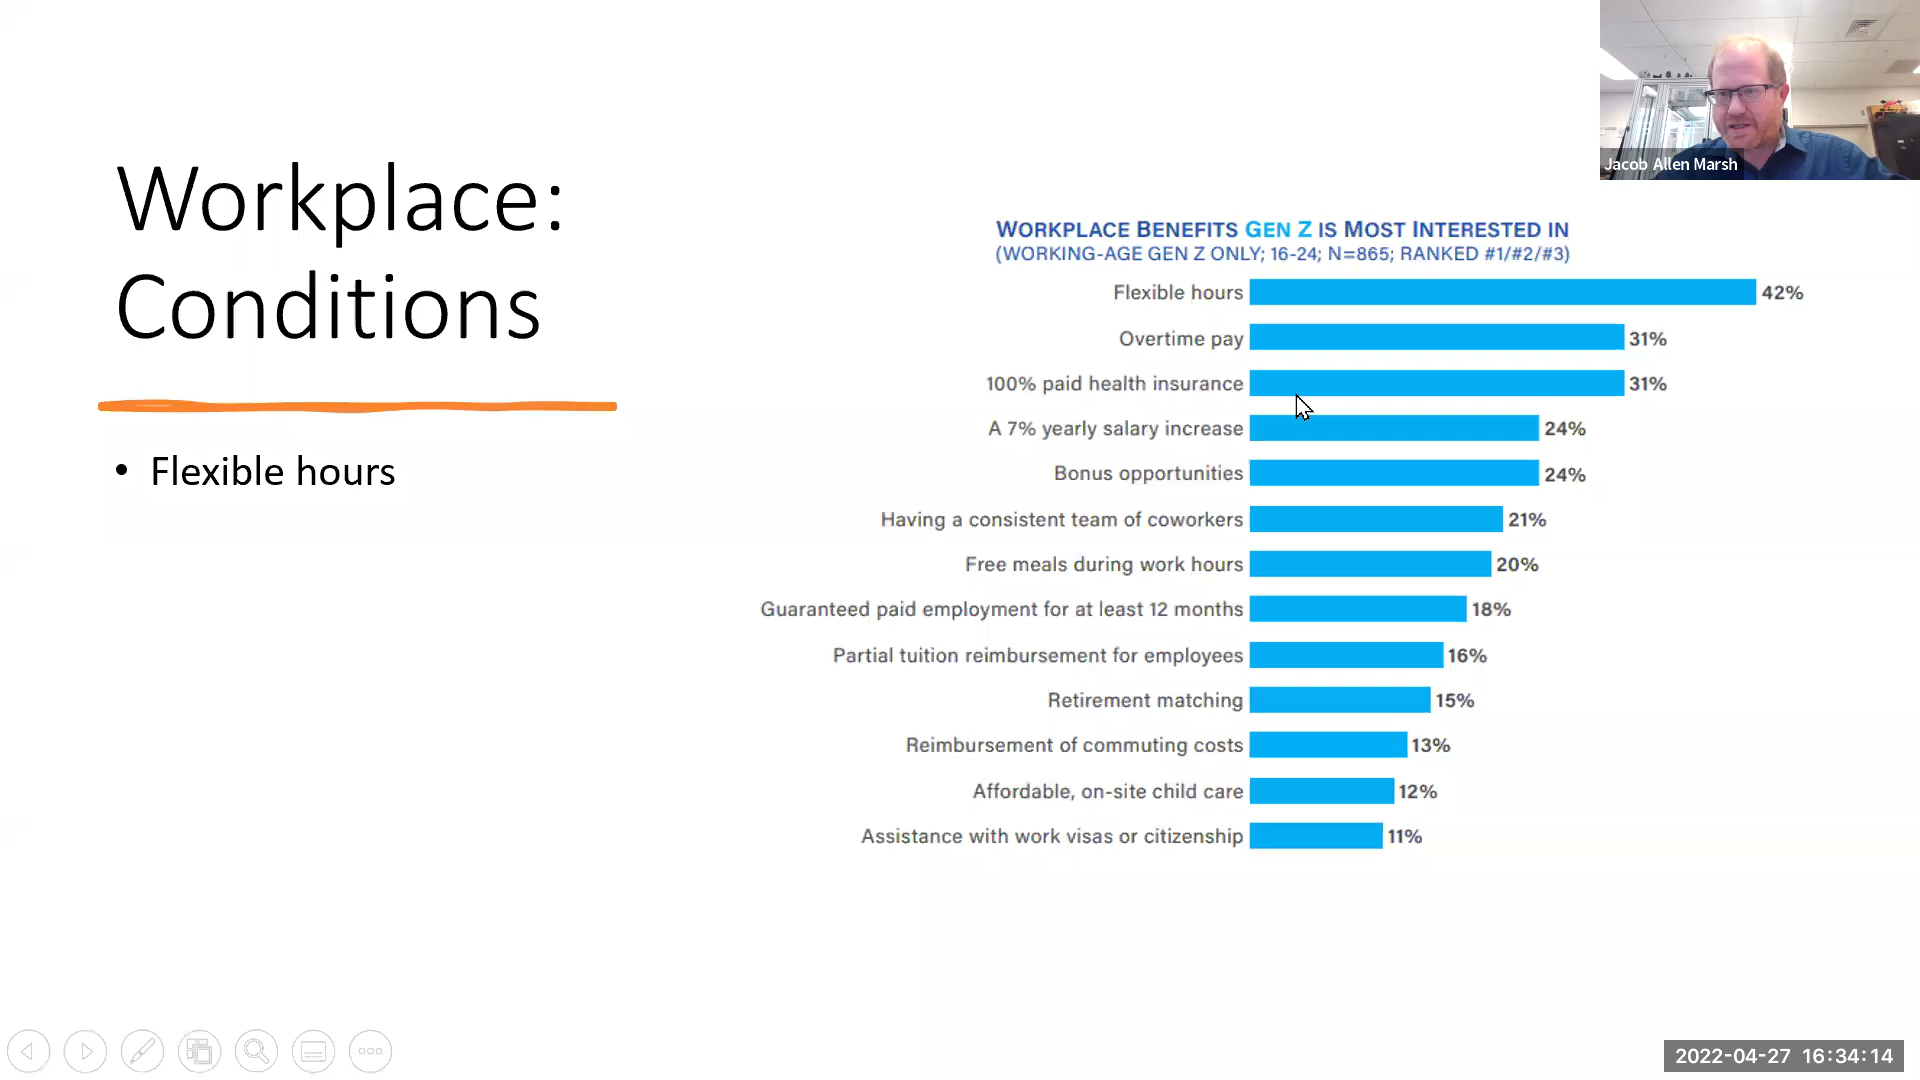 Workplace:
Conditions
• Flexible hours
Jacob Allen Marsh
WORKPLACE BENEFITS GEN Z IS MOST INTERESTED IN
(WORKING-AGE GEN Z ONLY; 16-24; N=865; RANKED #1/#2/#3)
Flexible hours 42%
Overtime pay 31%
100% paid health insurance 31%
A 7% yearly salary increase 24%
Bonus opportunities 24%
Having a consistent team of coworkers 21%
Free meals during work hours 20%
Guaranteed paid employment for at least 12 months 18%
Partial tuition reimbursement for employees 16%
Retirement matching 15%
Reimbursement of commuting costs 13%
Affordable, on-site child care 12%
Assistance with work visas or citizenship 11%
2022-04-27 16:34:14